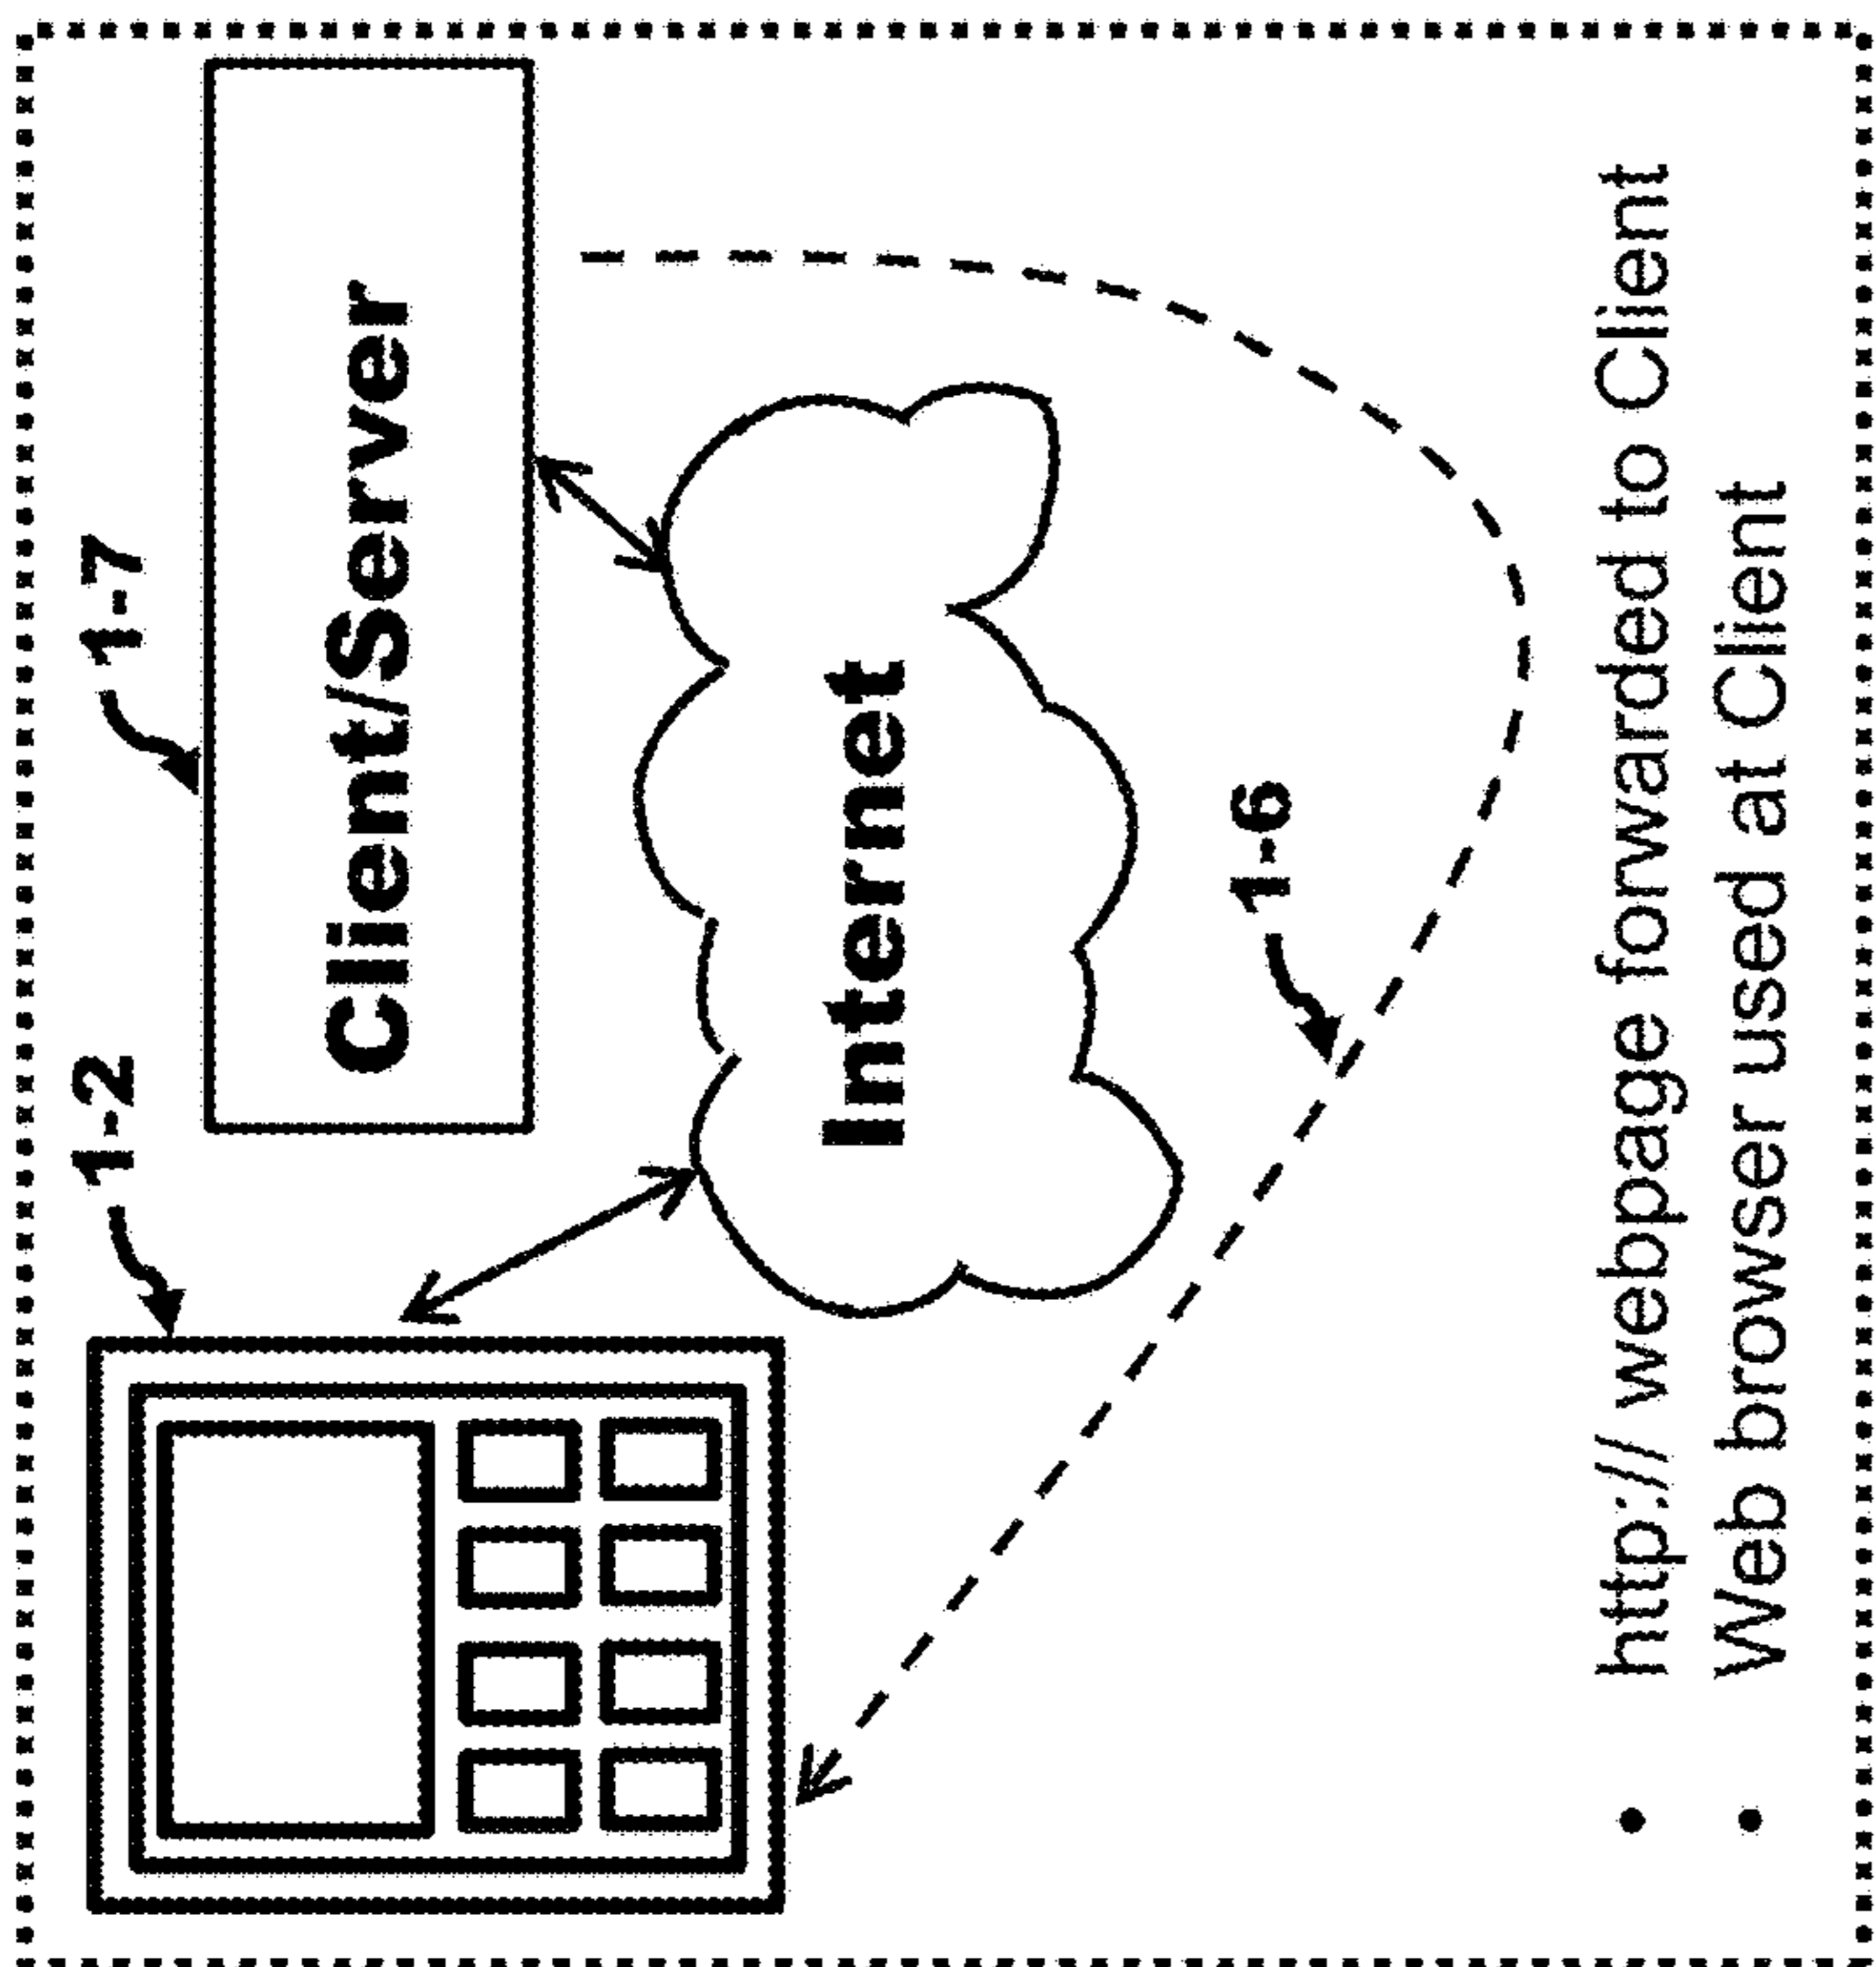 1-2
1-7
Client/Server
Internet
1-6
• http:// webpage forwarded to Client
• Web browser used at Client